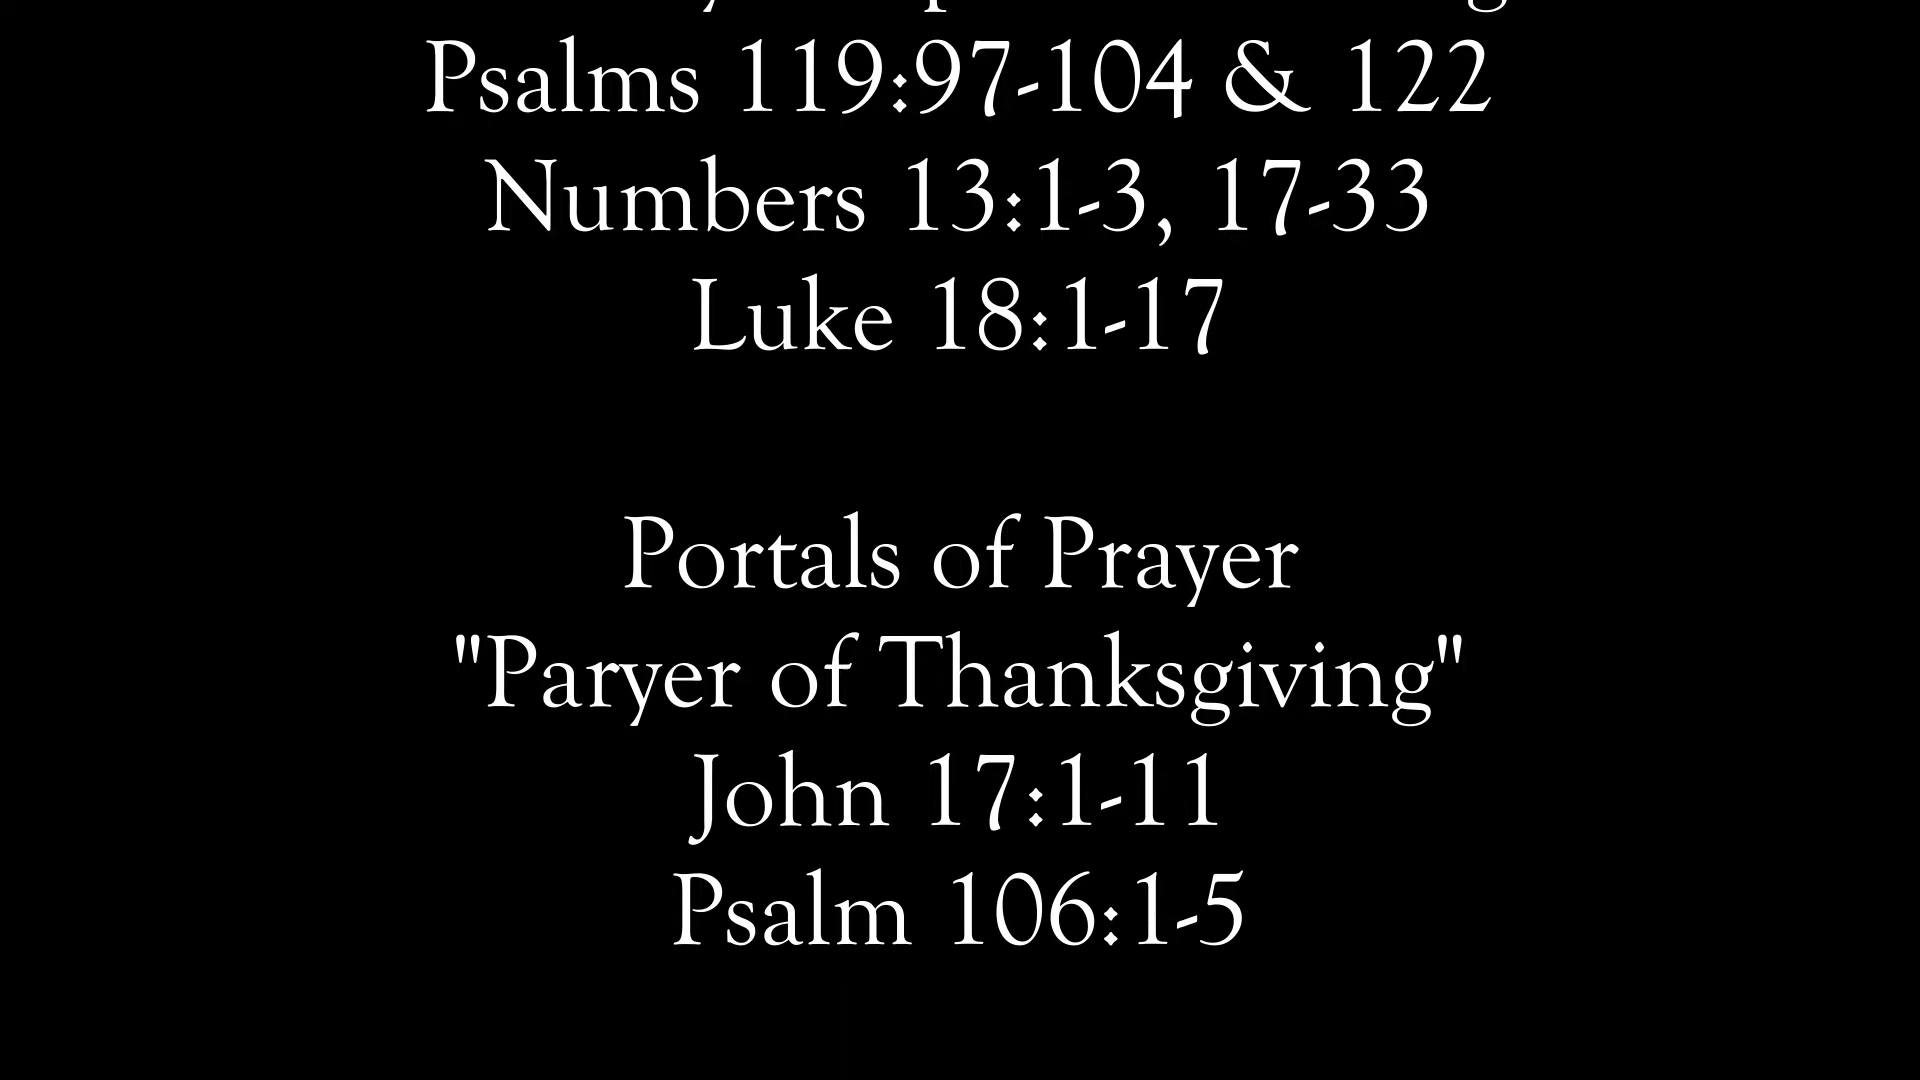 Psalms 119:97-104 & 122
Numbers 13:1-3, 17-33
Luke 18:1-17
Portals of Prayer
"Paryer of Thanksgiving"
John 17:1-11
Psalm 106:1-5